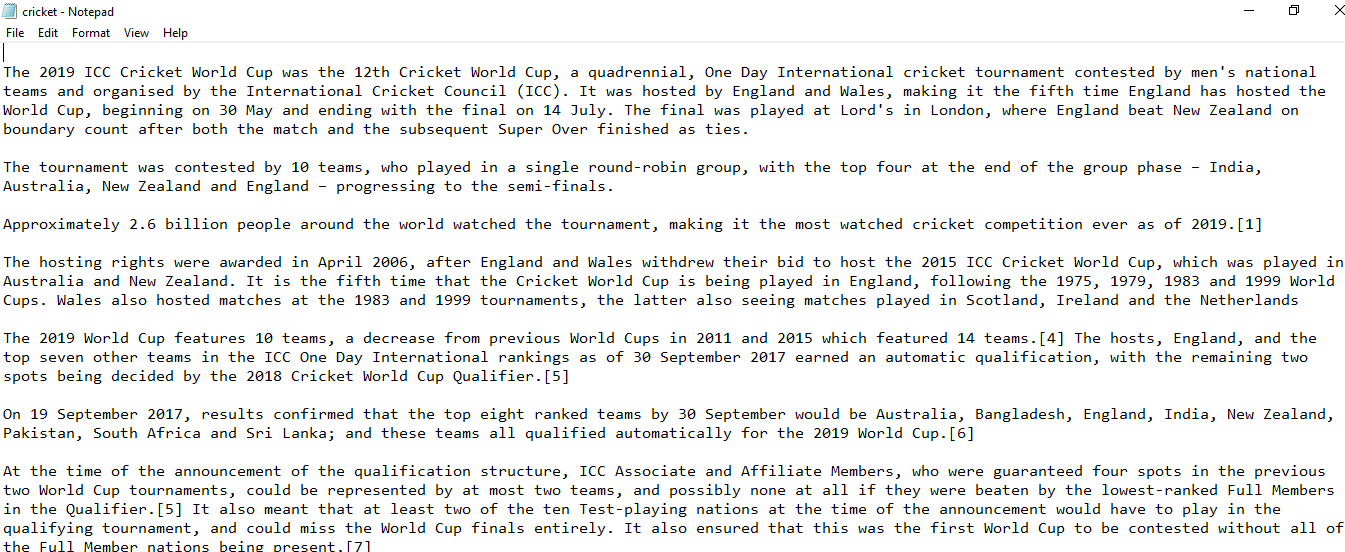 cricket - Notepad
File Edit Format View Help
The 2019 ICC Cricket World Cup was the 12th Cricket World Cup, a quadrennial, One Day International cricket tournament contested by men's national
teams and organised by the International Cricket Council (ICC). It was hosted by England and Wales, making it the fifth time England has hosted the
World Cup, beginning on 30 May and ending with the final on 14 July. The final was played at Lord's in London, where England beat New Zealand on
boundary count after both the match and the subsequent Super Over finished as ties.
The tournament was contested by 10 teams, who played in a single round-robin group, with the top four at the end of the group phase – India,
Australia, New Zealand and England – progressing to the semi-finals.
Approximately 2.6 billion people around the world watched the tournament, making it the most watched cricket competition ever as of 2019.[1]
The hosting rights were awarded in April 2006, after England and Wales withdrew their bid to host the 2015 ICC Cricket World Cup, which was played in
Australia and New Zealand. It is the fifth time that the Cricket World Cup is being played in England, following the 1975, 1979, 1983 and 1999 World
Cups. Wales also hosted matches at the 1983 and 1999 tournaments, the latter also seeing matches played in Scotland, Ireland and the Netherlands
The 2019 World Cup features 10 teams, a decrease from previous World Cups in 2011 and 2015 which featured 14 teams.[4] The hosts, England, and the
top seven other teams in the ICC One Day International rankings as of 30 September 2017 earned an automatic qualification, with the remaining two
spots being decided by the 2018 Cricket World Cup Qualifier.[5]
On 19 September 2017, results confirmed that the top eight ranked teams by 30 September would be Australia, Bangladesh, England, India, New Zealand,
Pakistan, South Africa and Sri Lanka; and these teams all qualified automatically for the 2019 World Cup.[6]
At the time of the announcement of the qualification structure, ICC Associate and Affiliate Members, who were guaranteed four spots in the previous
two World Cup tournaments, could be represented by at most two teams, and possibly none at all if they were beaten by the lowest-ranked Full Members
in the Qualifier.[5] It also meant that at least two of the ten Test-playing nations at the time of the announcement would have to play in the
qualifying tournament, and could miss the World Cup finals entirely. It also ensured that this was the first World Cup to be contested without all of
the Full Member nations being present.[7]